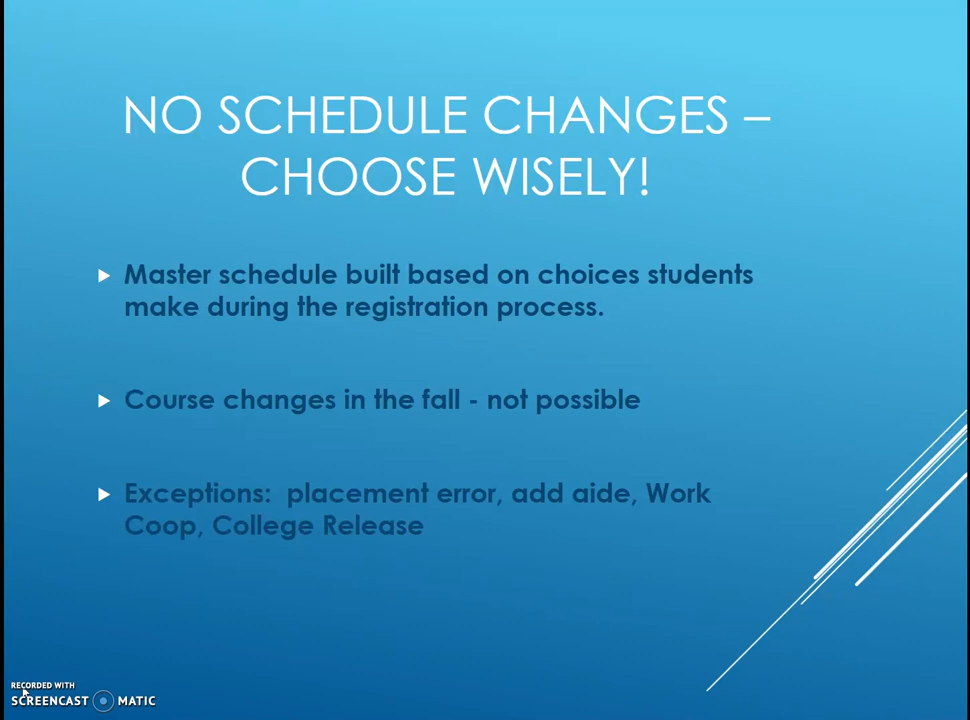 NO SCHEDULE CHANGES –
CHOOSE WISELY!
Master schedule built based on choices students
make during the registration process.
Course changes in the fall - not possible
Exceptions:  placement error, add aide, Work
Coop, College Release
RECORDED WITH
SCREENCAST MATIC